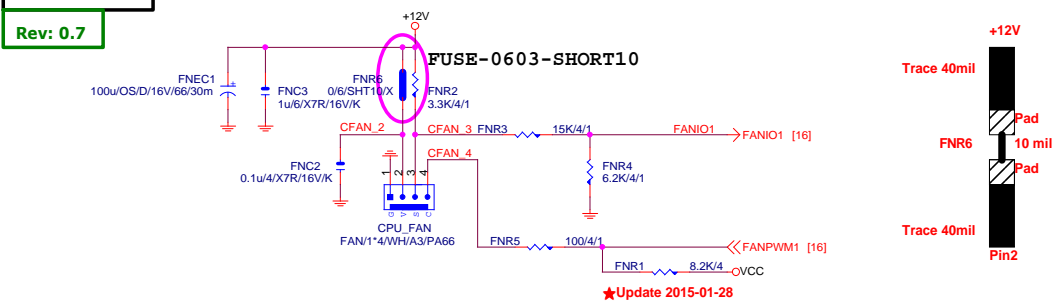 Rev: 0.7
+12V
FUSE-0603-SHORT10
FNEC1
100u/OS/D/16V/66/30m
FNC3
1u/6/X7R/16V/K
FNR6
0/6/SHT10/X
FNR2
3.3K/4/1
CFAN_2
CFAN_3
FNR3
15K/4/1
FANIO1
FANIO1 [16]
CFAN_4
FNC2
0.1u/4/X7R/16V/K
FNR4
6.2K/4/1
1
2
3
4
G
V
S
C
CPU_FAN
FAN/1*4/WH/A3/PA66
FNR5
100/4/1
FANPWM1 [16]
FNR1
8.2K/4
VCC
★Update 2015-01-28
+12V
Trace 40mil
Pad
FNR6
10 mil
Pad
Trace 40mil
Pin2